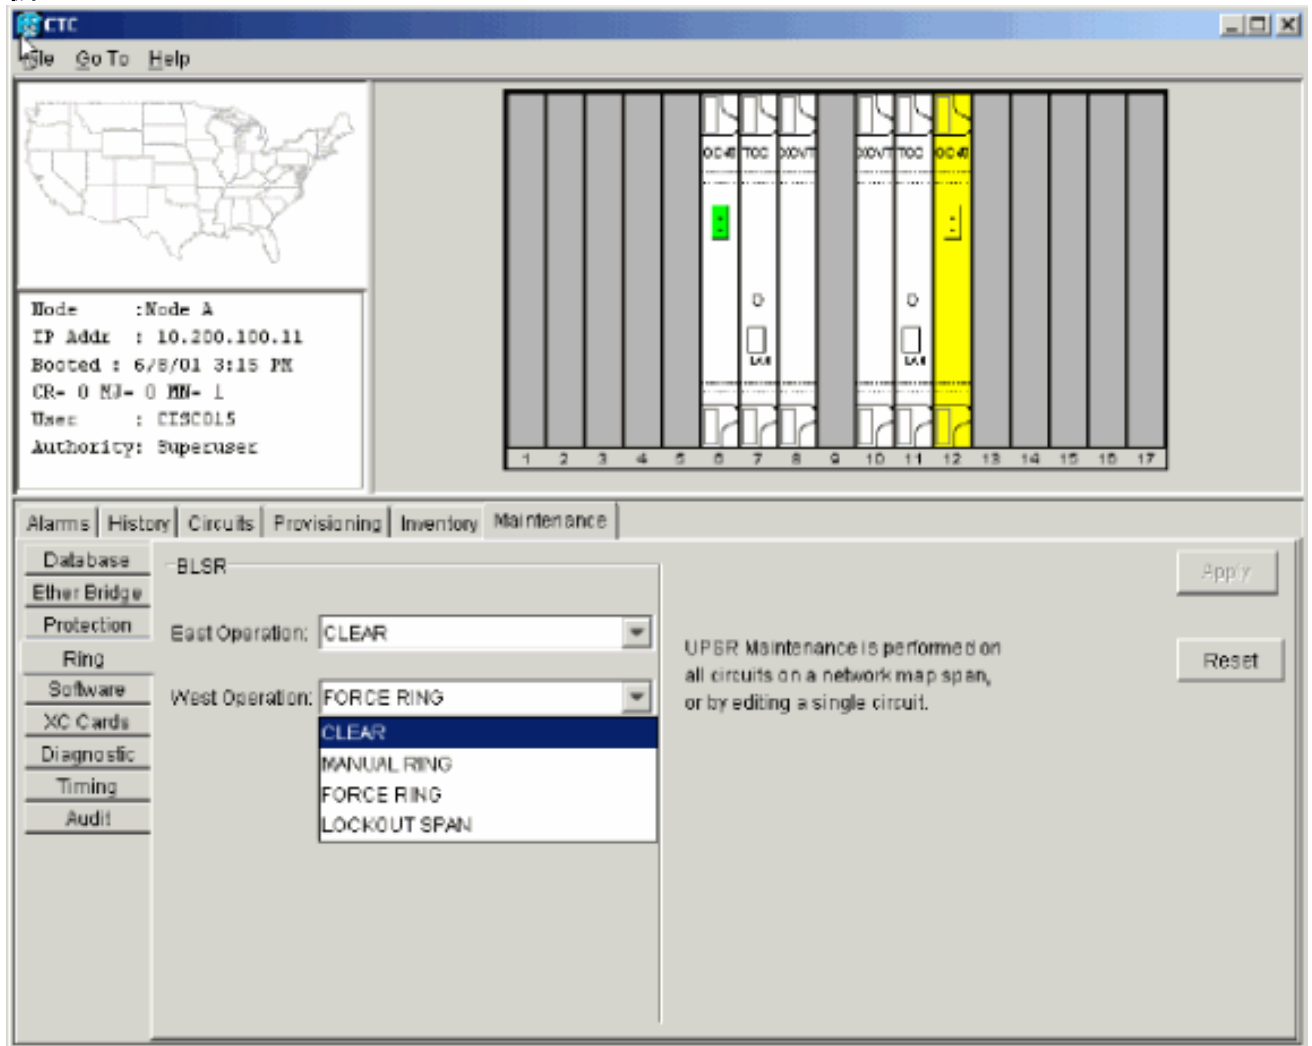 CTC
File Go To Help
OC48 TCC XCVT XCVT TCC OC48
LAN LAN
1 2 3 4 5 6 7 8 9 10 11 12 13 14 15 16 17
Node :Node A
IP Addr : 10.200.100.11
Booted : 6/8/01 3:15 PM
CR- 0 MJ- 0 MN- 1
User : CISCO15
Authority: Superuser
Alarms History Circuits Provisioning Inventory Maintenance
Database
Ether Bridge
Protection
Ring
Software
XC Cards
Diagnostic
Timing
Audit
BLSR
East Operation: CLEAR
West Operation: FORCE RING
CLEAR
MANUAL RING
FORCE RING
LOCKOUT SPAN
UPSR Maintenance is performed on
all circuits on a network map span,
or by editing a single circuit.
Apply
Reset